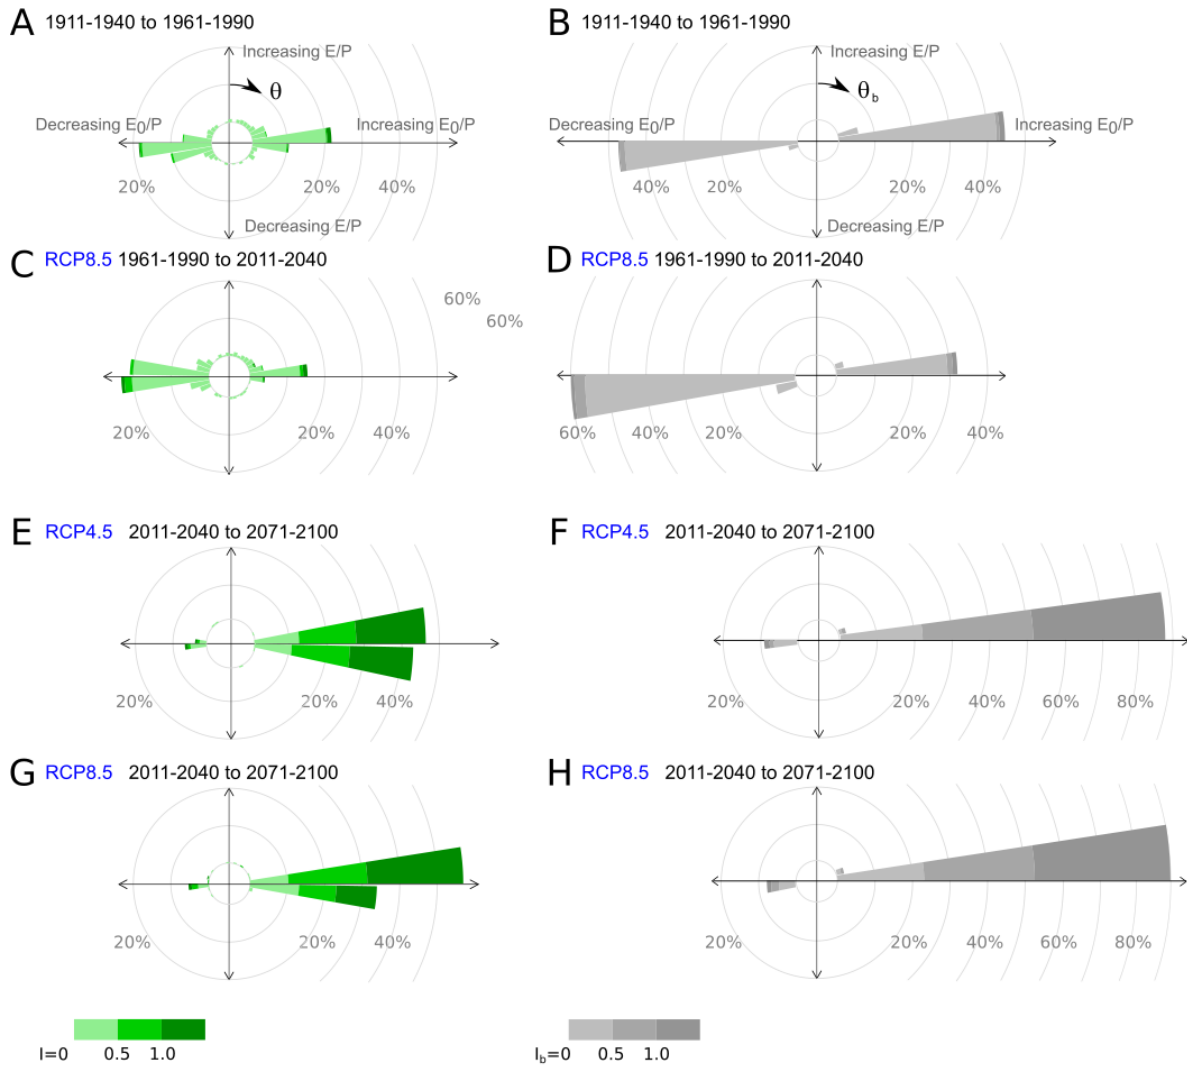 A 1911-1940 to 1961-1990
B 1911-1940 to 1961-1990
Increasing E/P
Increasing E/P
θ
θb
Decreasing E0/P
Increasing E0/P
Decreasing E0/P
Increasing E0/P
20% 20% 40%
40% 20% 20% 40%
Decreasing E/P
Decreasing E/P
C RCP8.5 1961-1990 to 2011-2040
D RCP8.5 1961-1990 to 2011-2040
60%
60%
20% 20% 40%
60% 40% 20% 20% 40%
E RCP4.5 2011-2040 to 2071-2100
F RCP4.5 2011-2040 to 2071-2100
20% 20% 40%
20% 20% 40% 60% 80%
G RCP8.5 2011-2040 to 2071-2100
H RCP8.5 2011-2040 to 2071-2100
20% 20% 40%
20% 20% 40% 60% 80%
I=0 0.5 1.0
Ib=0 0.5 1.0